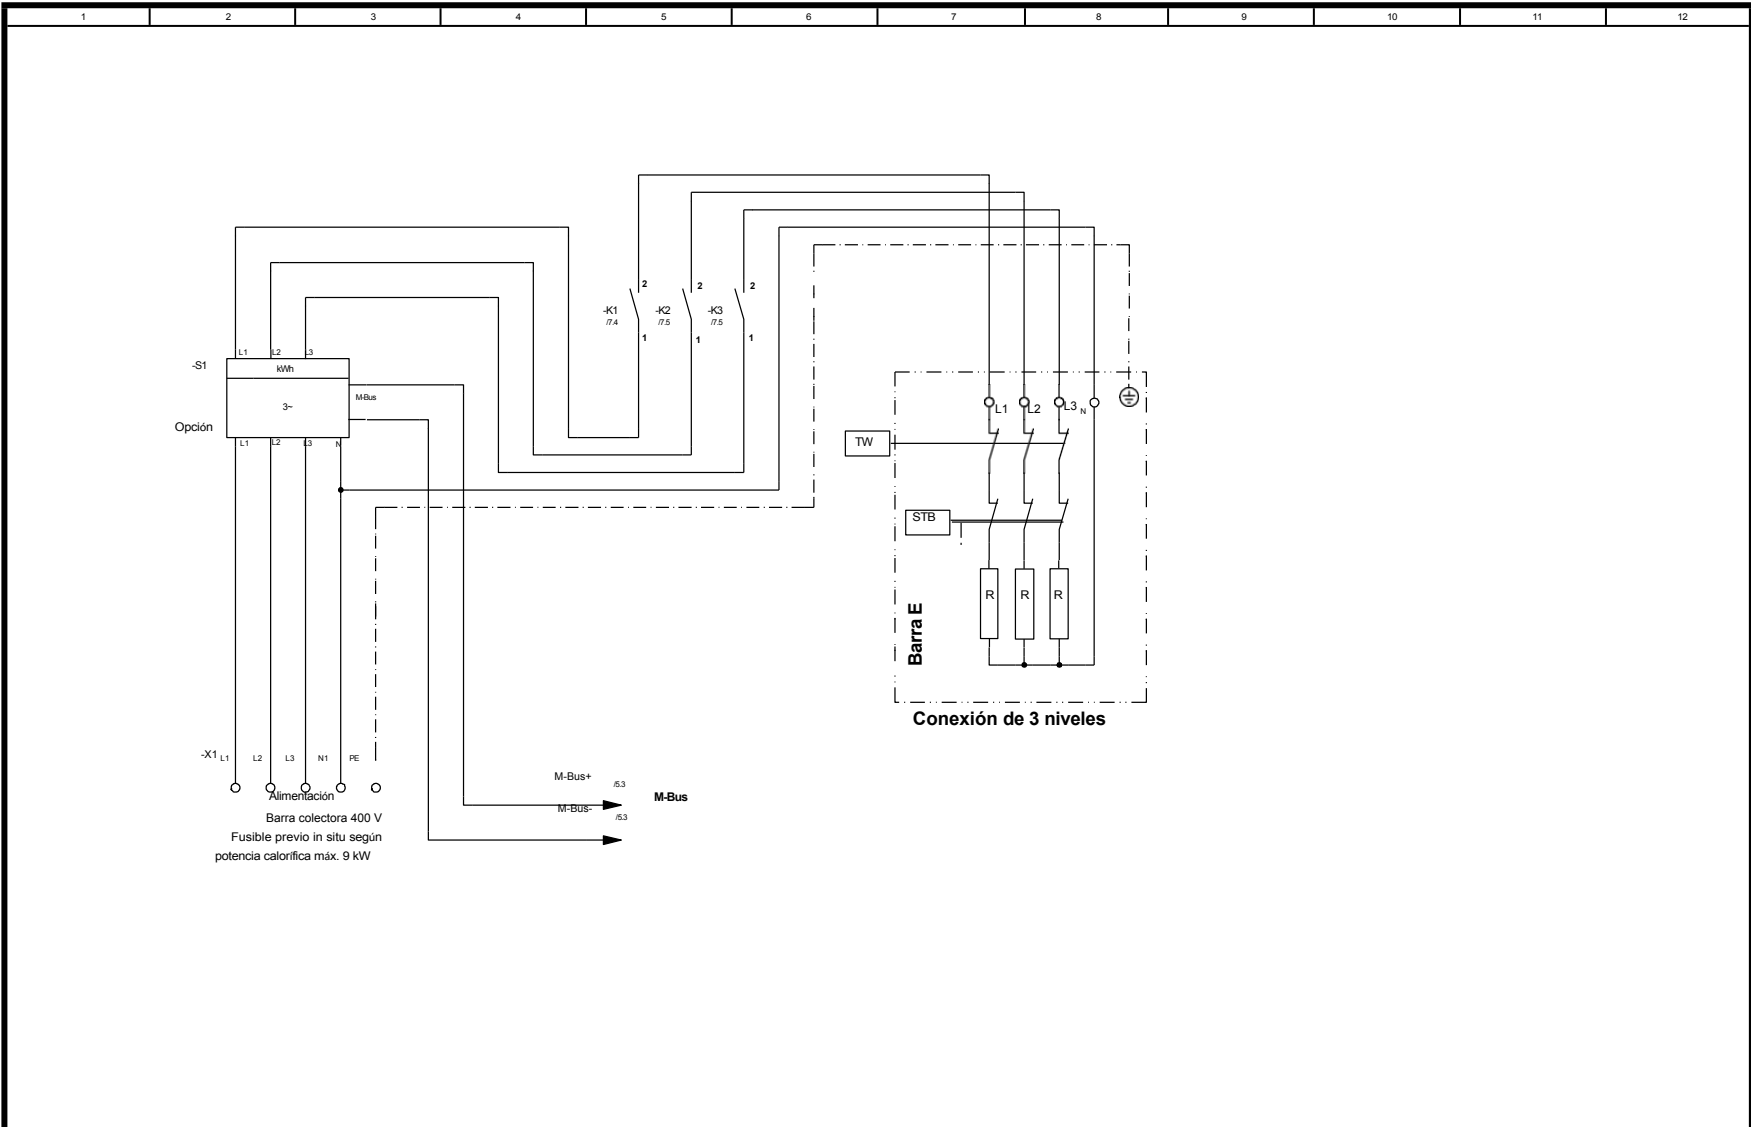 1 2 3 4 5 6 7 8 9 10 11 12
2 2 2
-K1 -K2 -K3
/7.4 /7.5 /7.5
1 1 1
L1 L2 L3
-S1 kWh
M-Bus
3~
Opción
L1 L2 L3 N
L1 L2 L3 N
TW
STB
R R R
Barra E
Conexión de 3 niveles
-X1 L1 L2 L3 N1 PE
Alimentación
Barra colectora 400 V
Fusible previo in situ según
potencia calorífica máx. 9 kW
M-Bus+
/5.3
M-Bus
M-Bus-
/5.3